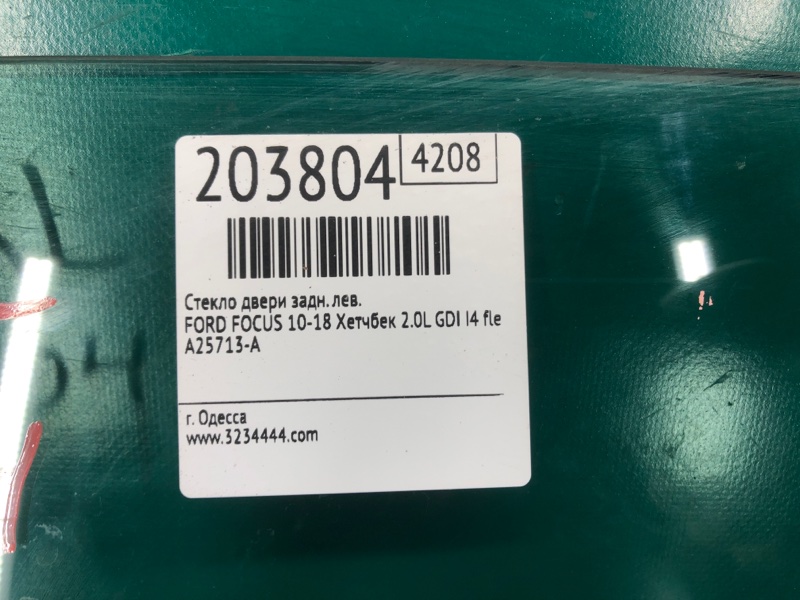 203804 4208
Стекло двери задн. лев.
FORD FOCUS 10-18 Хетчбек 2.0L GDI I4 fle
A25713-A
г. Одесса
www.3234444.com